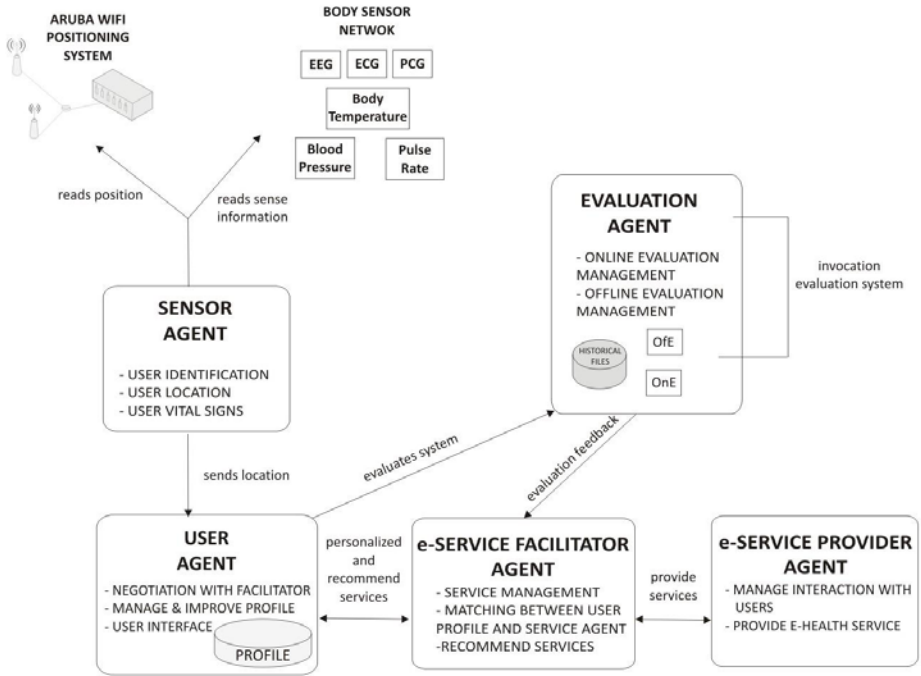 ARUBA WIFI
POSITIONING
SYSTEM
BODY SENSOR
NETWOK
EEG
ECG
PCG
Body
Temperature
Blood
Pressure
Pulse
Rate
reads position
reads sense
information
EVALUATION
AGENT
- ONLINE EVALUATION
MANAGEMENT
- OFFLINE EVALUATION
MANAGEMENT
HISTORICAL
FILES
OfE
OnE
invocation
evaluation system
SENSOR
AGENT
- USER IDENTIFICATION
- USER LOCATION
- USER VITAL SIGNS
sends location
evaluates system
evaluation feedback
USER
AGENT
- NEGOTIATION WITH FACILITATOR
- MANAGE & IMPROVE PROFILE
- USER INTERFACE
PROFILE
personalized
and
recommend
services
e-SERVICE FACILITATOR
AGENT
- SERVICE MANAGEMENT
- MATCHING BETWEEN USER
PROFILE AND SERVICE AGENT
-RECOMMEND SERVICES
provide
services
e-SERVICE PROVIDER
AGENT
- MANAGE INTERACTION WITH
USERS
- PROVIDE E-HEALTH SERVICE